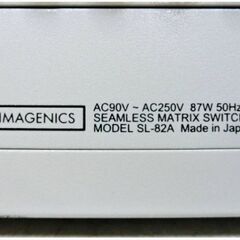 IMAGENICS
AC90V ~ AC250V 87W 50Hz
SEAMLESS MATRIX SWITCH
MODEL SL-82A Made in Jap